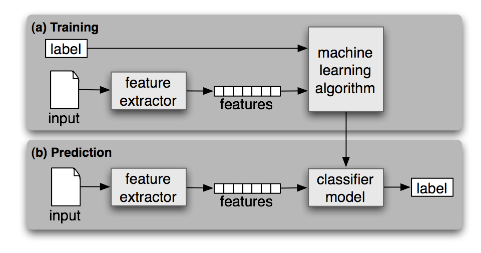 (a) Training
label
machine
learning
algorithm
feature
extractor
features
input
(b) Prediction
feature
extractor
features
input
classifier
model
label